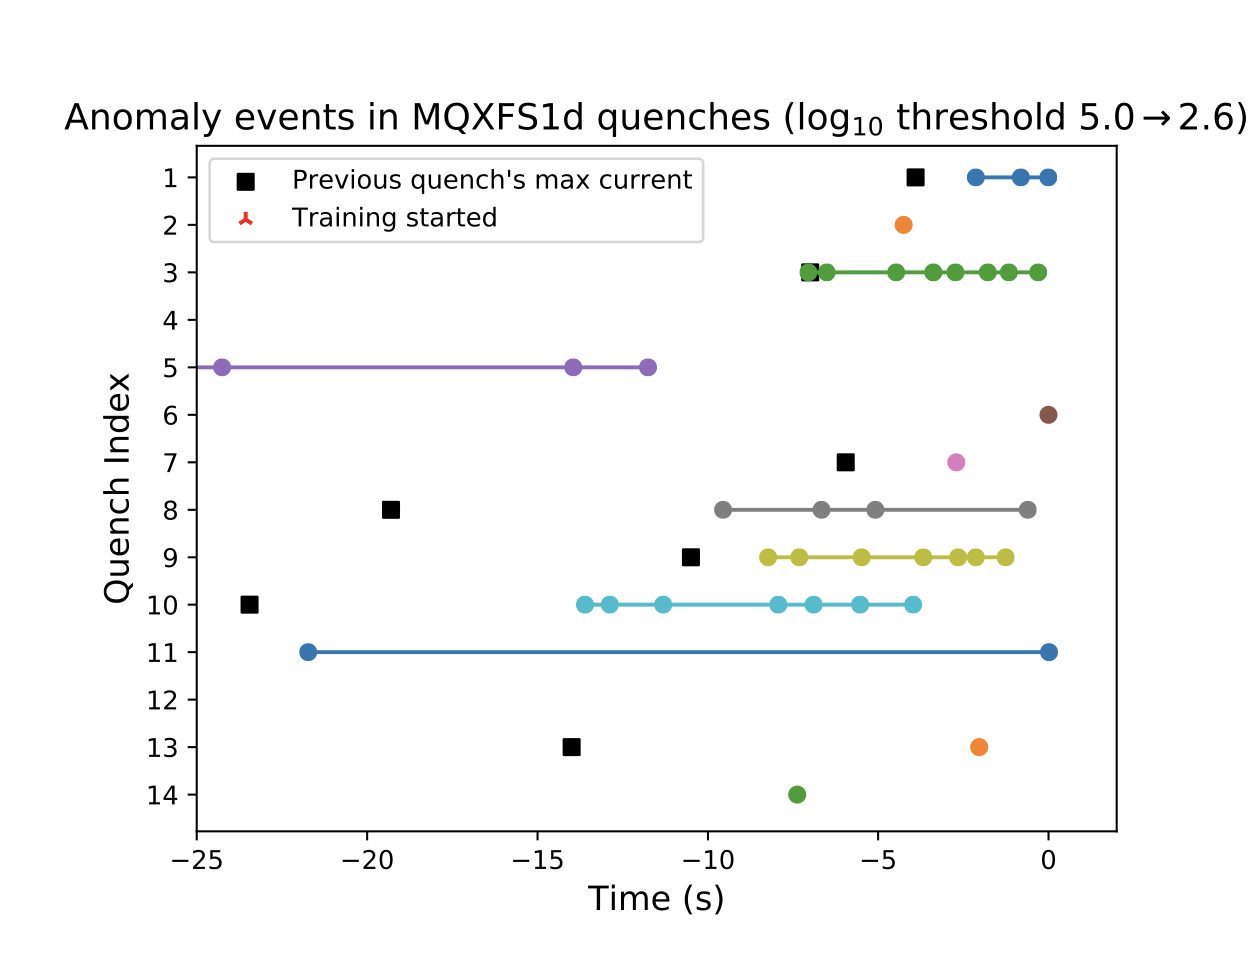 Anomaly events in MQXFS1d quenches (log₁₀ threshold 5.0→2.6)
Previous quench's max current
Training started
1
2
3
4
5
6
7
8
9
10
11
12
13
14
Quench Index
−25 −20 −15 −10 −5 0
Time (s)